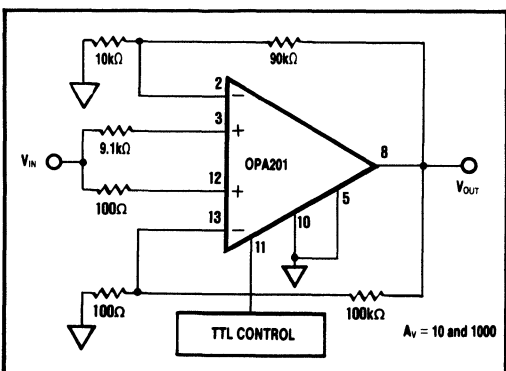 10kΩ
90kΩ
2
−
3
+
9.1kΩ
V_IN
OPA201
8
V_OUT
12
+
100Ω
13
−
5
10
11
100Ω
100kΩ
TTL CONTROL
A_V = 10 and 1000